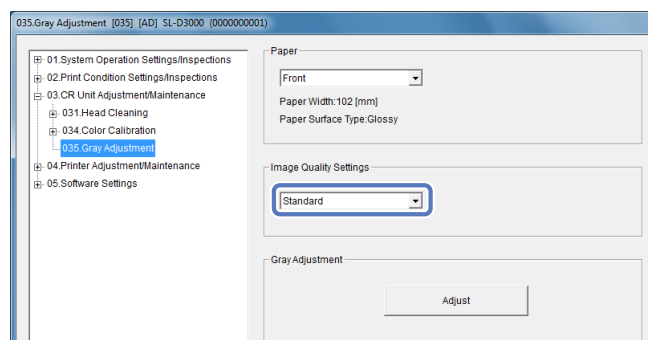 035.Gray Adjustment [035] [AD] SL-D3000 (0000000001)
01.System Operation Settings/Inspections
02.Print Condition Settings/Inspections
03.CR Unit Adjustment/Maintenance
031.Head Cleaning
034.Color Calibration
035.Gray Adjustment
04.Printer Adjustment/Maintenance
05.Software Settings
Paper
Front
Paper Width:102 [mm]
Paper Surface Type:Glossy
Image Quality Settings
Standard
Gray Adjustment
Adjust